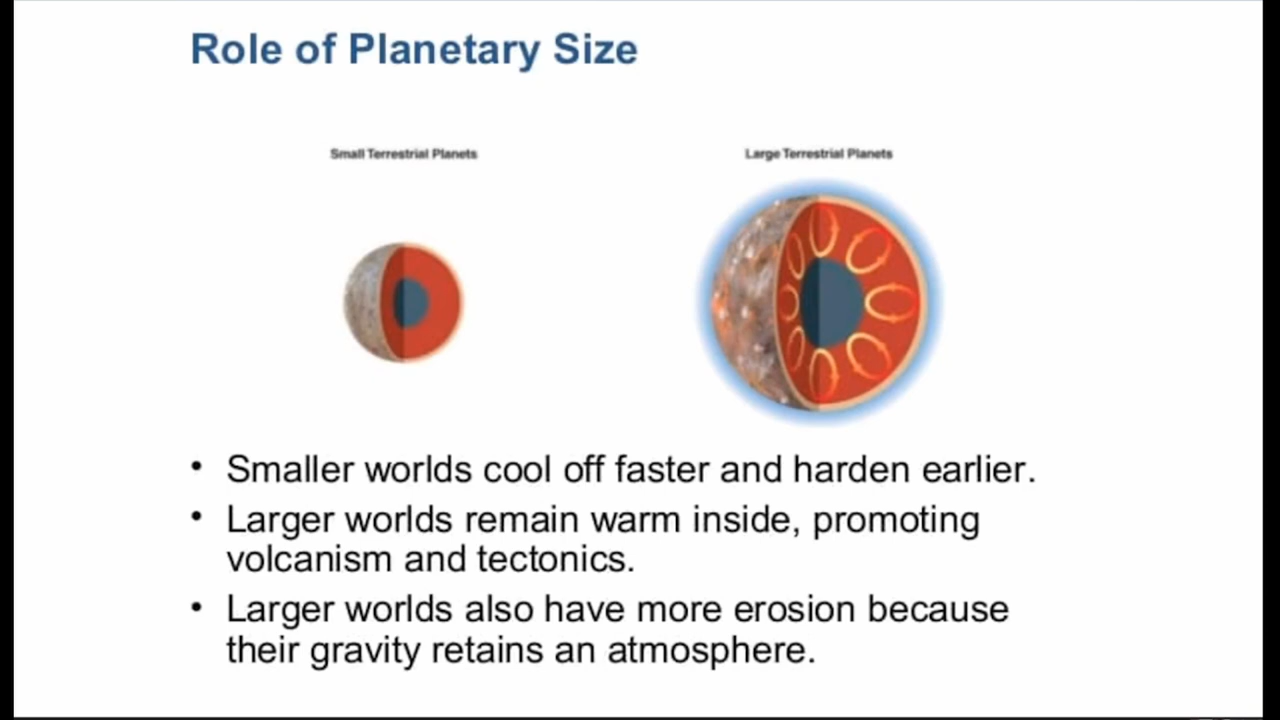 Role of Planetary Size
Small Terrestrial Planets
Large Terrestrial Planets
• Smaller worlds cool off faster and harden earlier.
• Larger worlds remain warm inside, promoting
volcanism and tectonics.
• Larger worlds also have more erosion because
their gravity retains an atmosphere.